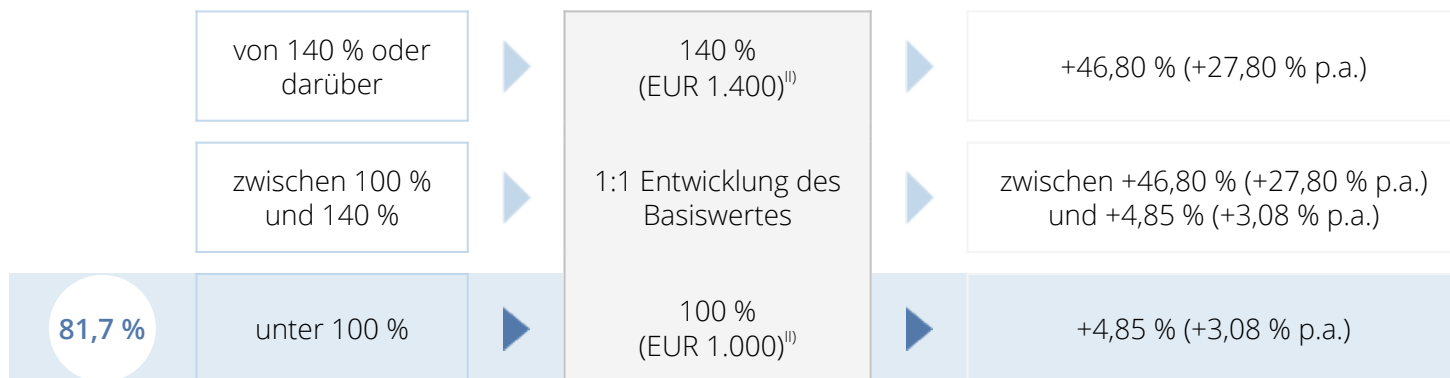 von 140 % oder
darüber
140 %
(EUR 1.400)II)
+46,80 % (+27,80 % p.a.)
zwischen 100 %
und 140 %
1:1 Entwicklung des
Basiswertes
zwischen +46,80 % (+27,80 % p.a.)
und +4,85 % (+3,08 % p.a.)
81,7 %
unter 100 %
100 %
(EUR 1.000)II)
+4,85 % (+3,08 % p.a.)